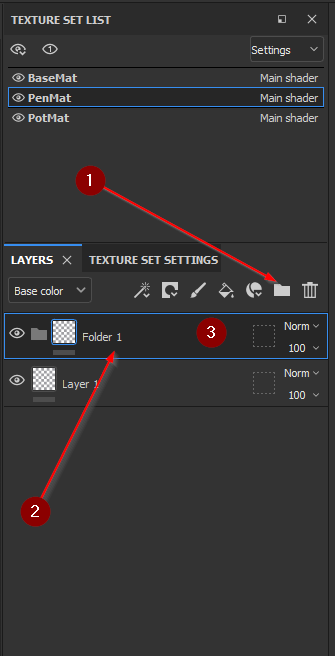 TEXTURE SET LIST
1
Settings
BaseMat Main shader
PenMat Main shader
PotMat Main shader
1
LAYERS TEXTURE SET SETTINGS
Base color
Folder 1 3 Norm
100
Layer 1 Norm
100
2